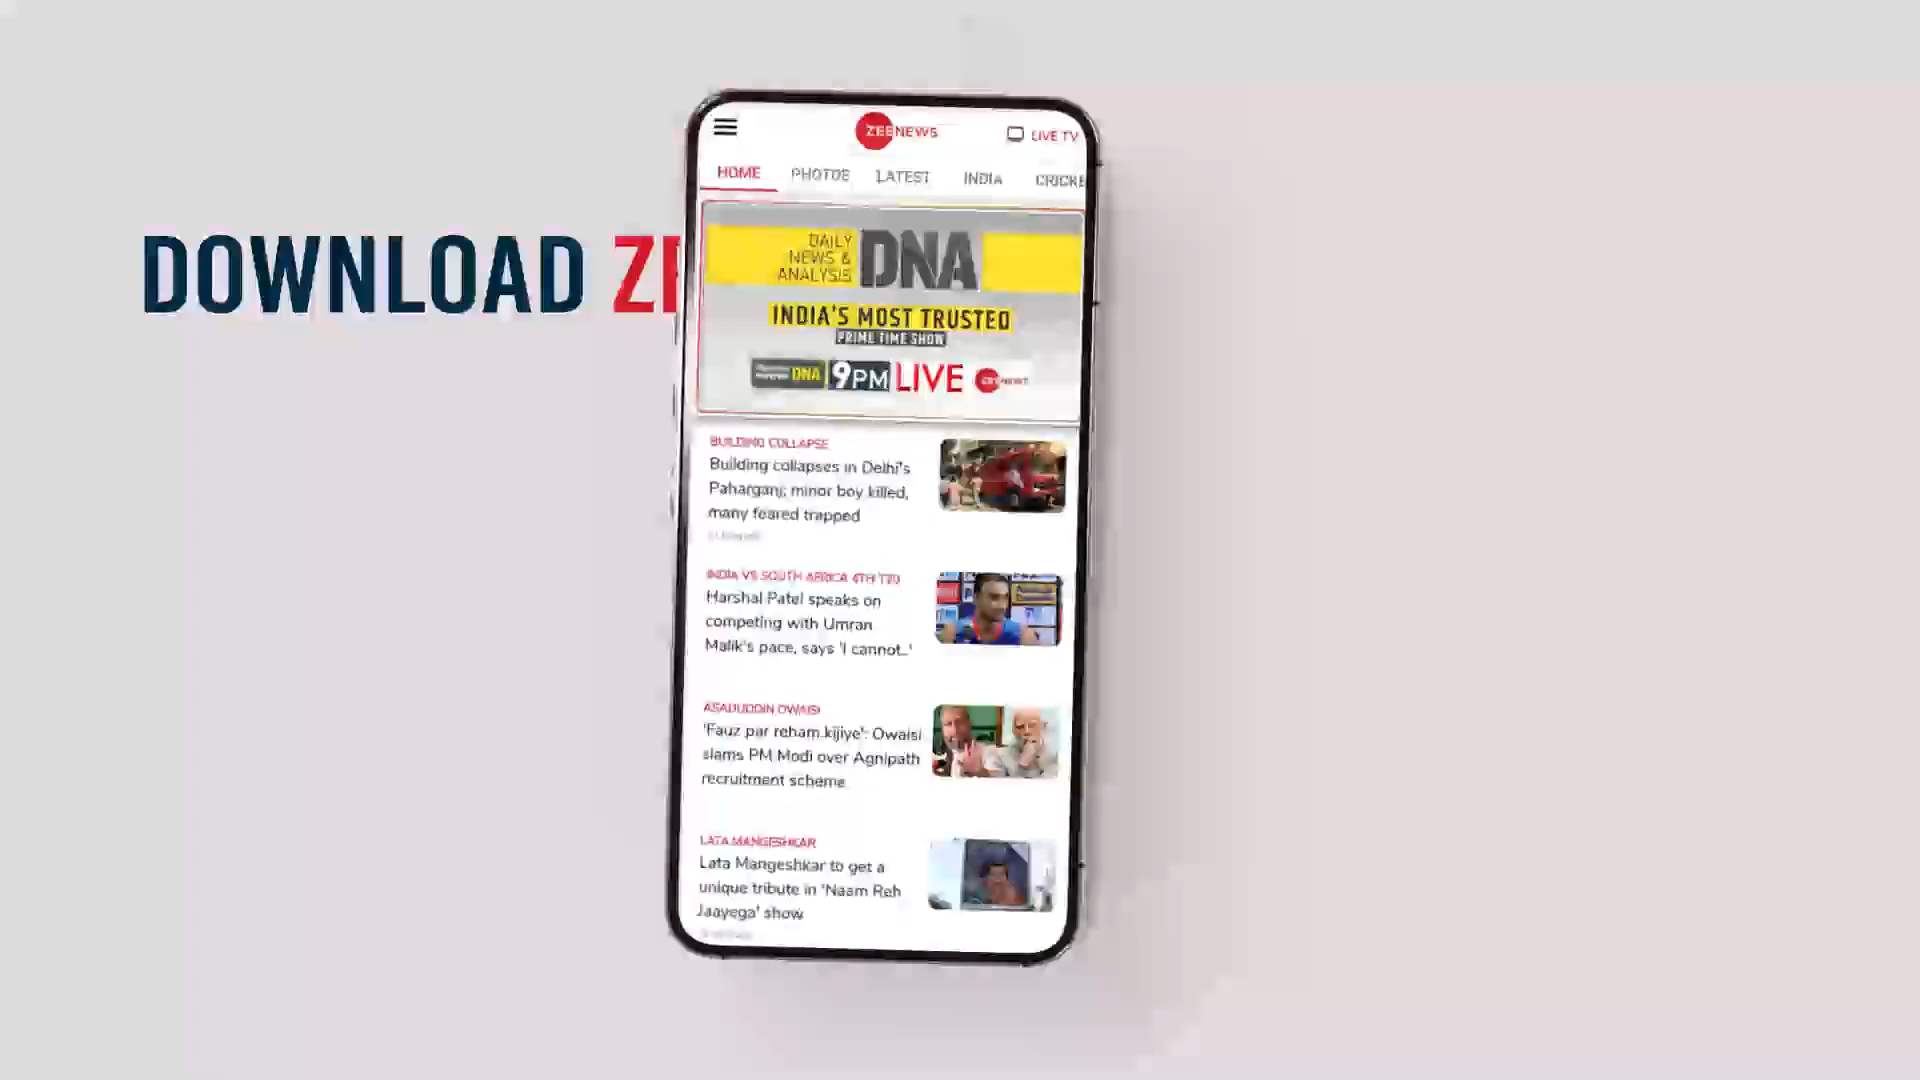 DOWNLOAD ZE
ZEENEWS
LIVE TV
HOME PHOTOS LATEST INDIA CRICKE
DAILY
NEWS &
ANALYSIS
DNA
INDIA'S MOST TRUSTED
PRIME TIME SHOW
DNA 9PM LIVE ZEENEWS
BUILDING COLLAPSE
Building collapses in Delhi's
Paharganj; minor boy killed,
many feared trapped
INDIA VS SOUTH AFRICA 4TH T20
Harshal Patel speaks on
competing with Umran
Malik's pace, says 'I cannot..'
ASADUDDIN OWAISI
'Fauz par reham kijiye': Owaisi
slams PM Modi over Agnipath
recruitment scheme
LATA MANGESHKAR
Lata Mangeshkar to get a
unique tribute in 'Naam Reh
Jaayega' show